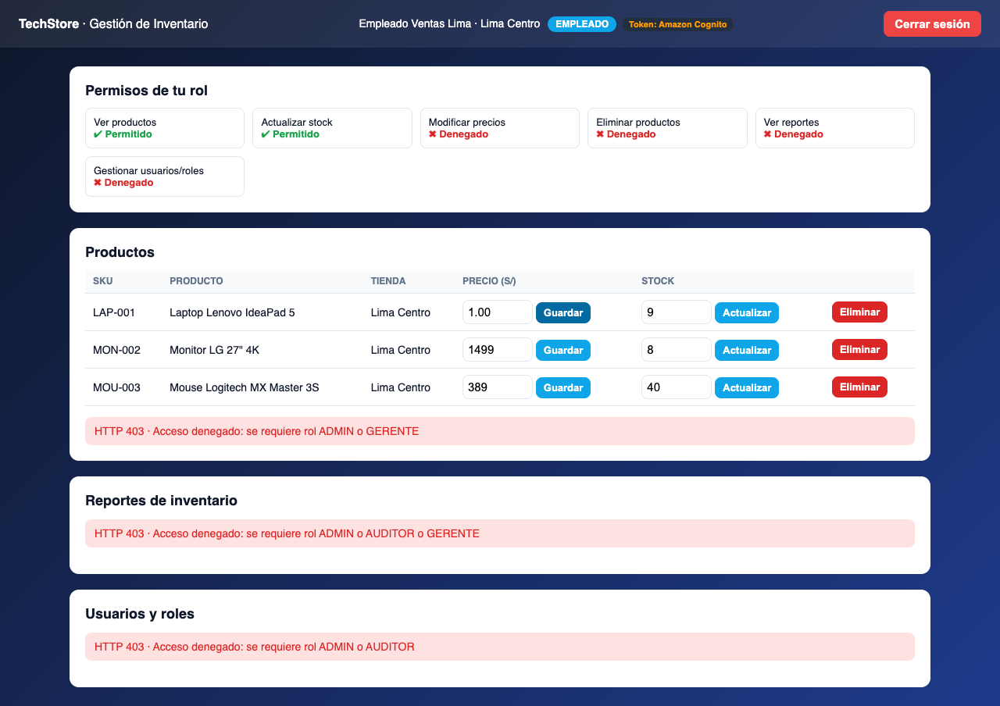 TechStore · Gestión de Inventario
Empleado Ventas Lima · Lima Centro EMPLEADO Token: Amazon Cognito
Cerrar sesión
Permisos de tu rol
Ver productos
✔ Permitido
Actualizar stock
✔ Permitido
Modificar precios
✖ Denegado
Eliminar productos
✖ Denegado
Ver reportes
✖ Denegado
Gestionar usuarios/roles
✖ Denegado
Productos
SKU PRODUCTO TIENDA PRECIO (S/) STOCK
LAP-001 Laptop Lenovo IdeaPad 5 Lima Centro 1.00 Guardar 9 Actualizar Eliminar
MON-002 Monitor LG 27" 4K Lima Centro 1499 Guardar 8 Actualizar Eliminar
MOU-003 Mouse Logitech MX Master 3S Lima Centro 389 Guardar 40 Actualizar Eliminar
HTTP 403 · Acceso denegado: se requiere rol ADMIN o GERENTE
Reportes de inventario
HTTP 403 · Acceso denegado: se requiere rol ADMIN o AUDITOR o GERENTE
Usuarios y roles
HTTP 403 · Acceso denegado: se requiere rol ADMIN o AUDITOR